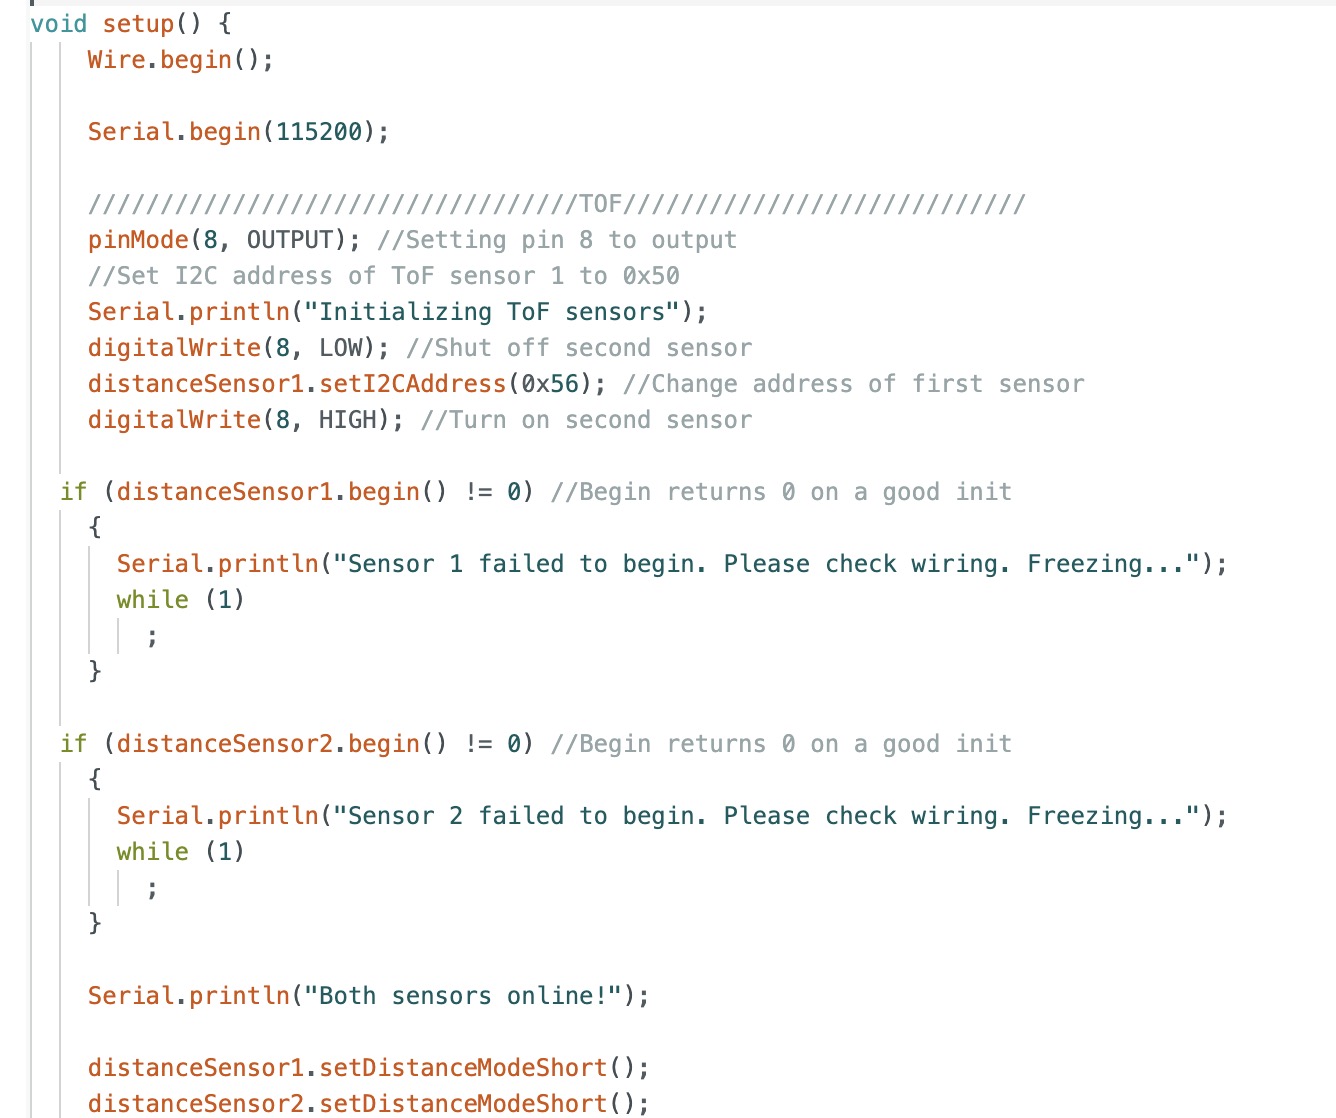 void setup() {
Wire.begin();
Serial.begin(115200);
//////////////////////////////////TOF////////////////////////////
pinMode(8, OUTPUT); //Setting pin 8 to output
//Set I2C address of ToF sensor 1 to 0x50
Serial.println("Initializing ToF sensors");
digitalWrite(8, LOW); //Shut off second sensor
distanceSensor1.setI2CAddress(0x56); //Change address of first sensor
digitalWrite(8, HIGH); //Turn on second sensor
if (distanceSensor1.begin() != 0) //Begin returns 0 on a good init
{
Serial.println("Sensor 1 failed to begin. Please check wiring. Freezing...");
while (1)
;
}
if (distanceSensor2.begin() != 0) //Begin returns 0 on a good init
{
Serial.println("Sensor 2 failed to begin. Please check wiring. Freezing...");
while (1)
;
}
Serial.println("Both sensors online!");
distanceSensor1.setDistanceModeShort();
distanceSensor2.setDistanceModeShort();